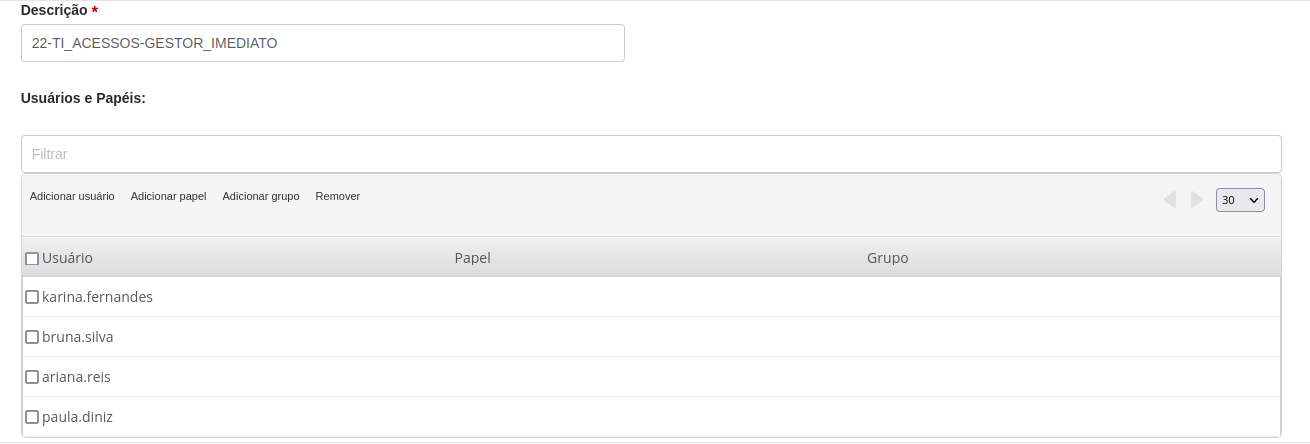 Descrição *
22-TI_ACESSOS-GESTOR_IMEDIATO
Usuários e Papéis:
Filtrar
Adicionar usuário Adicionar papel Adicionar grupo Remover 30
Usuário Papel Grupo
karina.fernandes
bruna.silva
ariana.reis
paula.diniz